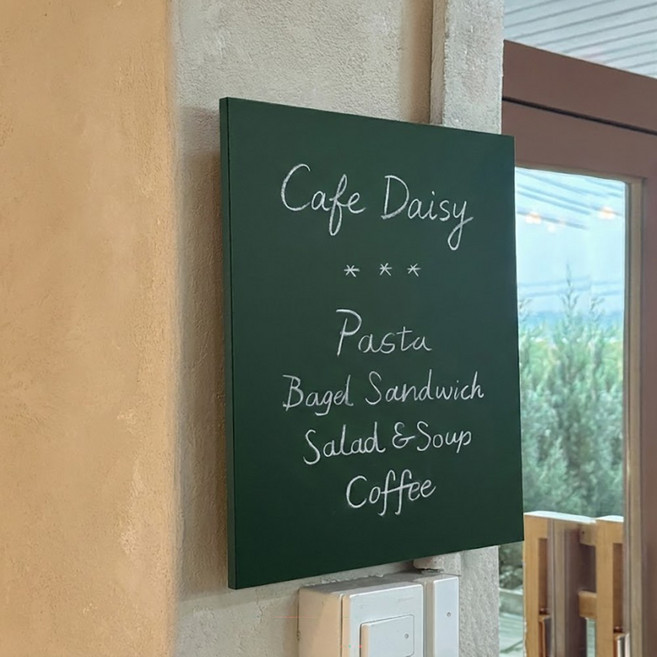 Cafe Daisy
* * *
Pasta
Bagel Sandwich
Salad & Soup
Coffee